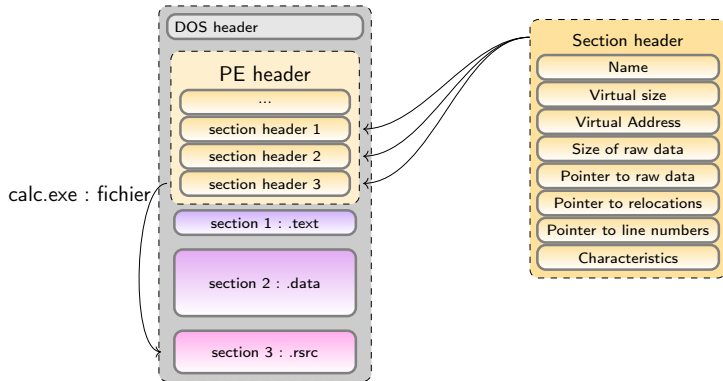 DOS header
PE header
...
section header 1
section header 2
section header 3
calc.exe : fichier
section 1 : .text
section 2 : .data
section 3 : .rsrc
Section header
Name
Virtual size
Virtual Address
Size of raw data
Pointer to raw data
Pointer to relocations
Pointer to line numbers
Characteristics